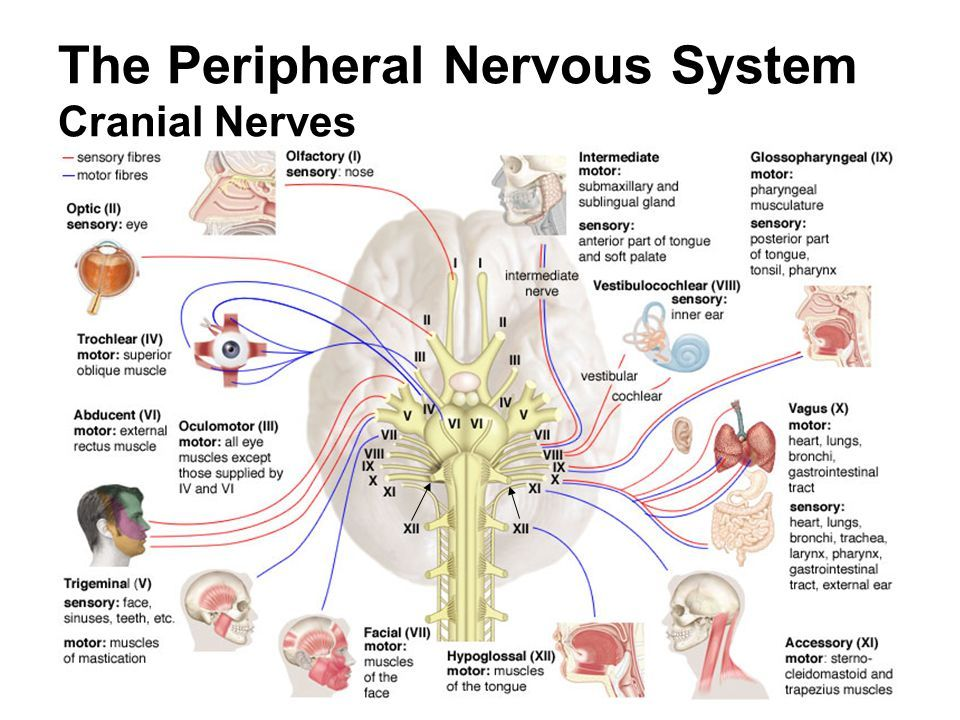 The Peripheral Nervous System
Cranial Nerves
sensory fibres
motor fibres
Olfactory (I)
sensory: nose
Optic (II)
sensory: eye
Intermediate
motor:
submaxillary and
sublingual gland
sensory:
anterior part of tongue
and soft palate
Glossopharyngeal (IX)
motor:
pharyngeal
musculature
sensory:
posterior part
of tongue,
tonsil, pharynx
intermediate
nerve
Vestibulocochlear (VIII)
sensory:
inner ear
vestibular
cochlear
Trochlear (IV)
motor: superior
oblique muscle
Abducent (VI)
motor: external
rectus muscle
Oculomotor (III)
motor: all eye
muscles except
those supplied by
IV and VI
I I
II II
III III
IV IV
V V
VI VI
VII VII
VIII VIII
IX IX
X X
XI XI
XII XII
Vagus (X)
motor:
heart, lungs,
bronchi,
gastrointestinal
tract
sensory:
heart, lungs,
bronchi, trachea,
larynx, pharynx,
gastrointestinal
tract, external ear
Trigeminal (V)
sensory: face,
sinuses, teeth, etc.
motor: muscles
of mastication
Facial (VII)
motor:
muscles
of the
face
Hypoglossal (XII)
motor: muscles
of the tongue
Accessory (XI)
motor: sterno-
cleidomastoid and
trapezius muscles